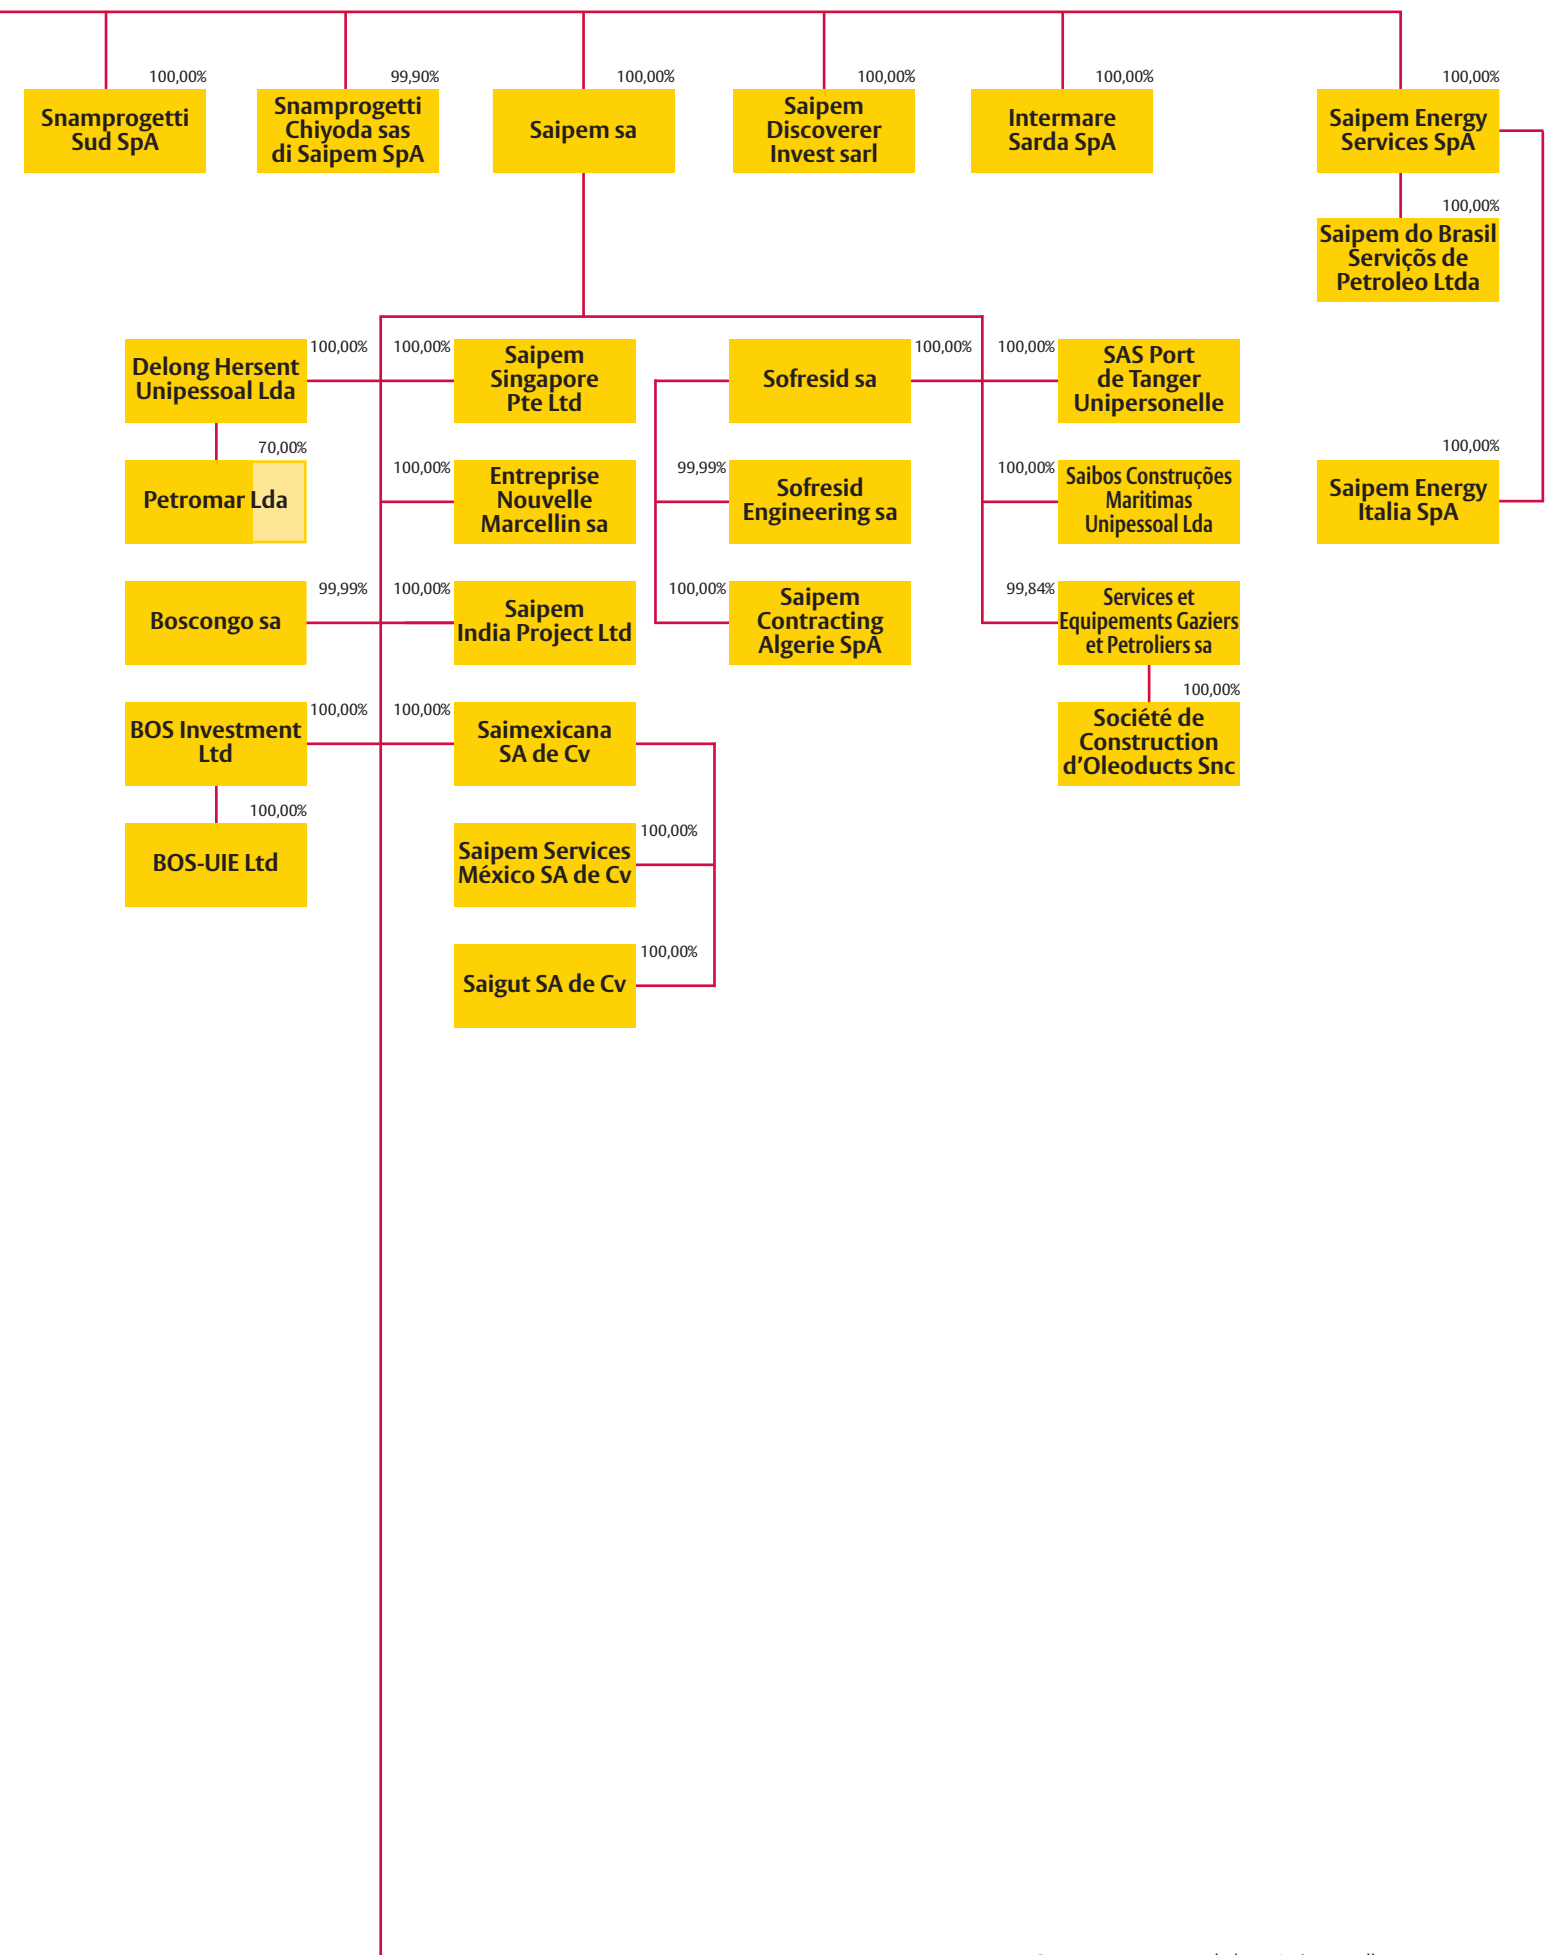 100,00%
Snamprogetti
Sud SpA
99,90%
Snamprogetti
Chiyoda sas
di Saipem SpA
100,00%
Saipem sa
100,00%
Saipem
Discoverer
Invest sarl
100,00%
Intermare
Sarda SpA
100,00%
Saipem Energy
Services SpA
100,00%
Saipem do Brasil
Serviçõs de
Petroleo Ltda
100,00%
Delong Hersent
Unipessoal Lda
100,00%
Saipem
Singapore
Pte Ltd
100,00%
Sofresid sa
100,00%
SAS Port
de Tanger
Unipersonelle
70,00%
Petromar Lda
100,00%
Entreprise
Nouvelle
Marcellin sa
99,99%
Sofresid
Engineering sa
100,00%
Saibos Construções
Maritimas
Unipessoal Lda
100,00%
Saipem Energy
Italia SpA
99,99%
Boscongo sa
100,00%
Saipem
India Project Ltd
100,00%
Saipem
Contracting
Algerie SpA
99,84%
Services et
Equipements Gaziers
et Petroliers sa
100,00%
BOS Investment
Ltd
100,00%
Saimexicana
SA de Cv
100,00%
Société de
Construction
d'Oleoducts Snc
100,00%
BOS-UIE Ltd
100,00%
Saipem Services
México SA de Cv
100,00%
Saigut SA de Cv